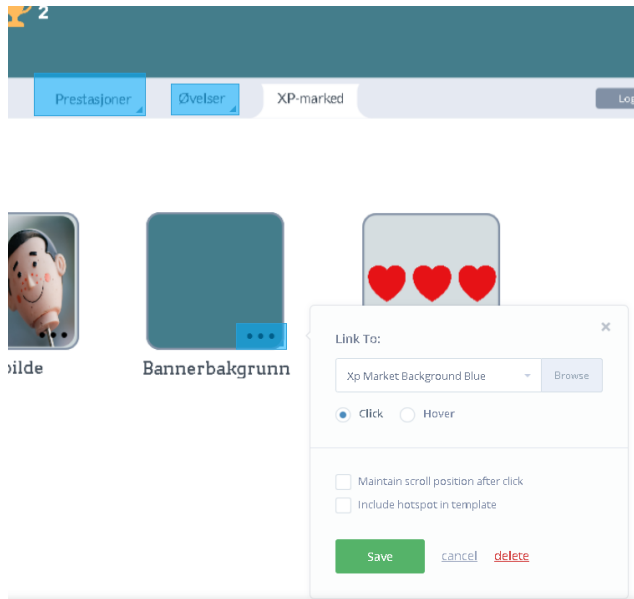 2
Prestasjoner
Øvelser
XP-marked
Bannerbakgrunn
Link To:
Xp Market Background Blue
Browse
Click
Hover
Maintain scroll position after click
Include hotspot in template
Save
cancel
delete